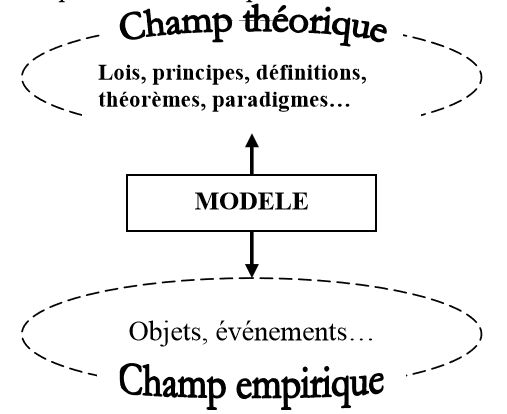 Champ théorique
Lois, principes, définitions,
théorèmes, paradigmes…
MODELE
Objets, événements…
Champ empirique